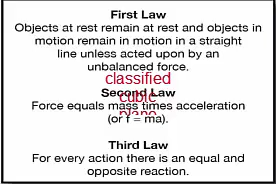 First Law
Objects at rest remain at rest and objects in
motion remain in motion in a straight
line unless acted upon by an
unbalanced force.
classified
Second Law
cubic
Force equals mass times acceleration
(or f = ma).
Third Law
For every action there is an equal and
opposite reaction.